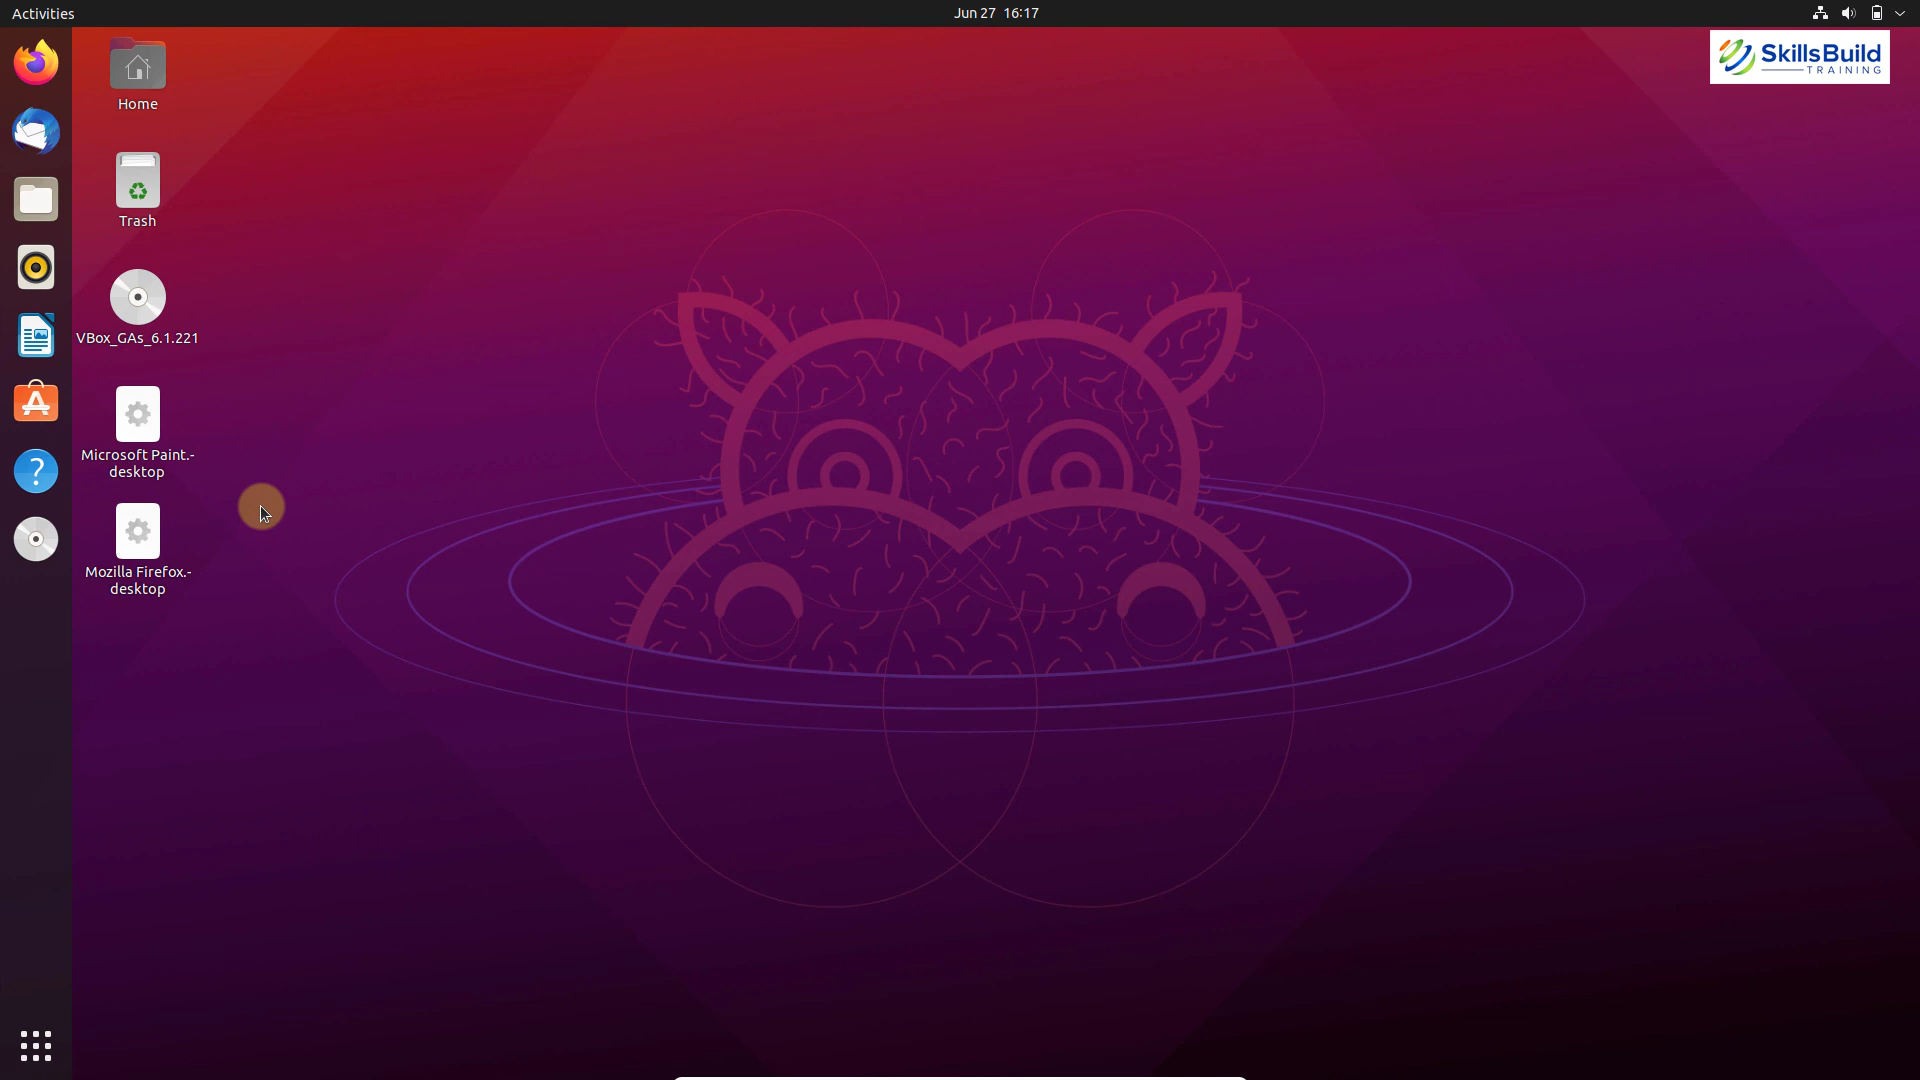 Activities
Jun 27 16:17
SkillsBuild
TRAINING
Home
Trash
VBox_GAs_6.1.221
Microsoft Paint.-
desktop
Mozilla Firefox.-
desktop